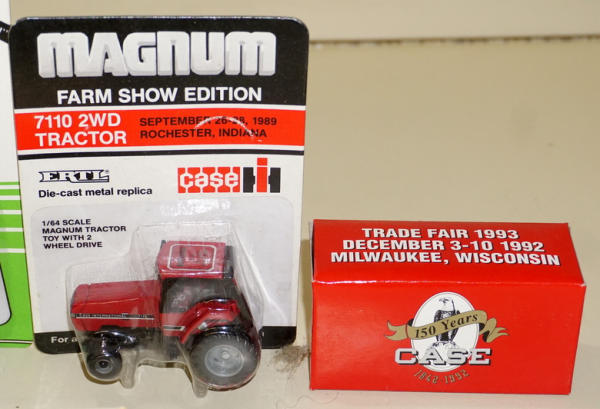 MAGNUM
FARM SHOW EDITION
7110 2WD
TRACTOR
SEPTEMBER 26-28, 1989
ROCHESTER, INDIANA
ERTL
Die-cast metal replica
case IH
1/64 SCALE
MAGNUM TRACTOR
TOY WITH 2
WHEEL DRIVE
For a
TRADE FAIR 1993
DECEMBER 3-10 1992
MILWAUKEE, WISCONSIN
150 Years
CASE
1842-1992